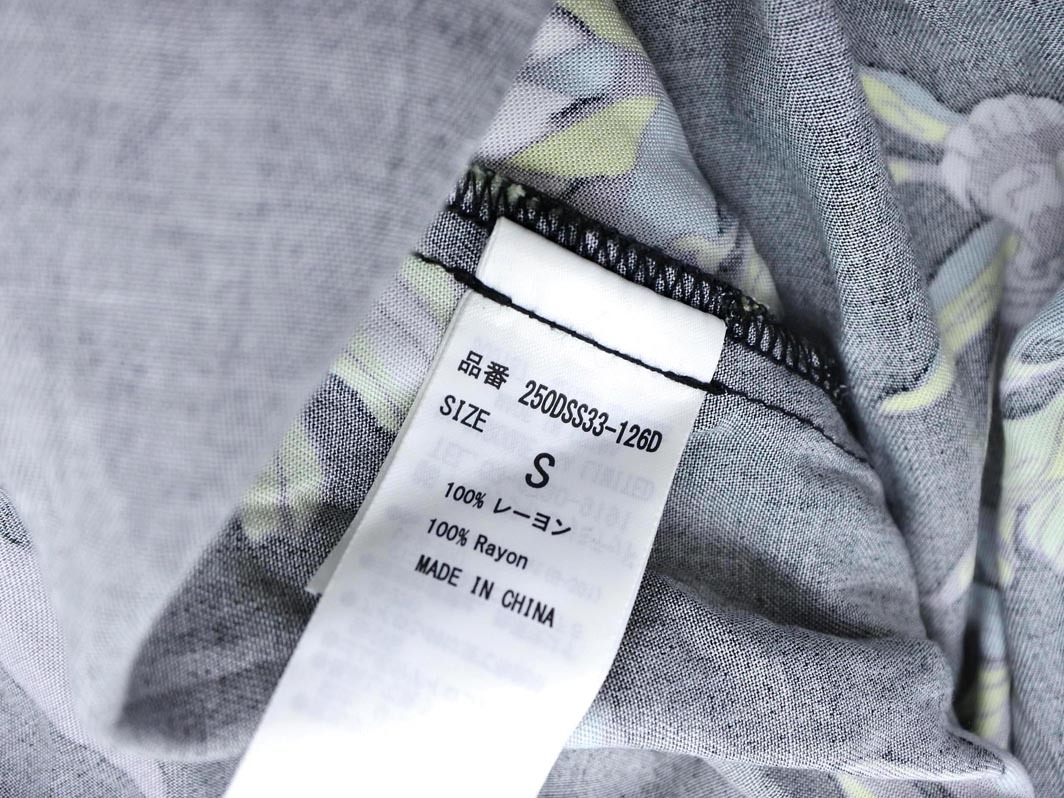 品番 250DSS33-126D
SIZE
S
100% レーヨン
100% Rayon
MADE IN CHINA